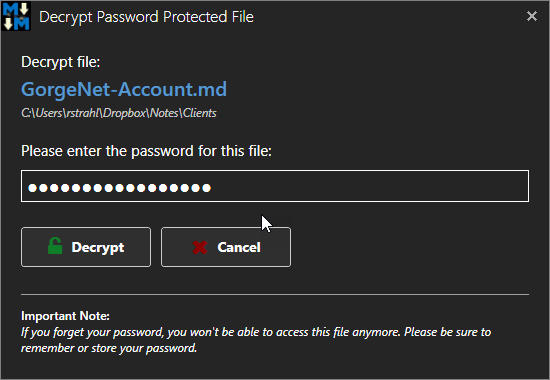 Decrypt Password Protected File
Decrypt file:
GorgeNet-Account.md
C:\Users\rstrahl\Dropbox\Notes\Clients
Please enter the password for this file:
●●●●●●●●●●●●●●●●●
Decrypt
Cancel
Important Note:
If you forget your password, you won't be able to access this file anymore. Please be sure to
remember or store your password.